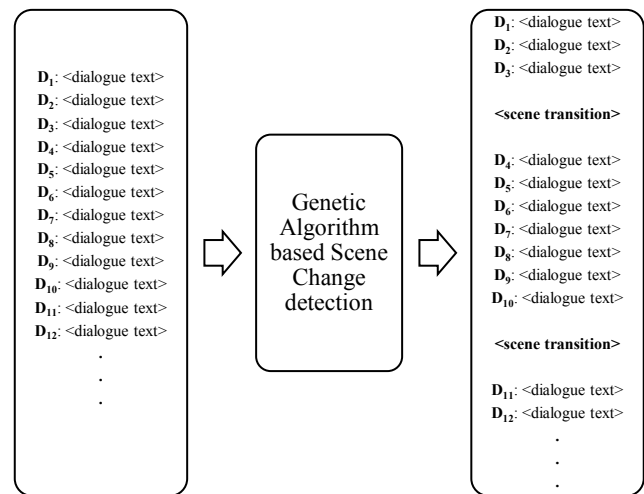 D₁: <dialogue text>
D₂: <dialogue text>
D₃: <dialogue text>
D₄: <dialogue text>
D₅: <dialogue text>
D₆: <dialogue text>
D₇: <dialogue text>
D₈: <dialogue text>
D₉: <dialogue text>
D₁₀: <dialogue text>
D₁₁: <dialogue text>
D₁₂: <dialogue text>
.
.
.
Genetic
Algorithm
based Scene
Change
detection
D₁: <dialogue text>
D₂: <dialogue text>
D₃: <dialogue text>
<scene transition>
D₄: <dialogue text>
D₅: <dialogue text>
D₆: <dialogue text>
D₇: <dialogue text>
D₈: <dialogue text>
D₉: <dialogue text>
D₁₀: <dialogue text>
<scene transition>
D₁₁: <dialogue text>
D₁₂: <dialogue text>
.
.
.